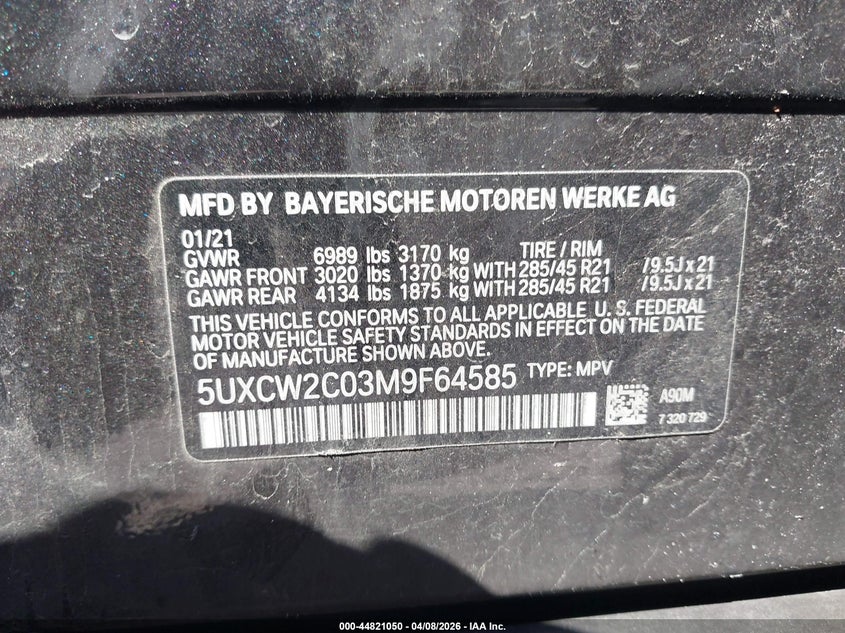 MFD BY BAYERISCHE MOTOREN WERKE AG
01/21
GVWR 6989 lbs 3170 kg TIRE / RIM
GAWR FRONT 3020 lbs 1370 kg WITH 285/45 R21 /9.5J x 21
GAWR REAR 4134 lbs 1875 kg WITH 285/45 R21 /9.5J x 21
THIS VEHICLE CONFORMS TO ALL APPLICABLE U. S. FEDERAL
MOTOR VEHICLE SAFETY STANDARDS IN EFFECT ON THE DATE
OF MANUFACTURE SHOWN ABOVE.
5UXCW2C03M9F64585 TYPE: MPV
A90M
7 320 729
000-44821050 - 04/08/2026 - IAA Inc.